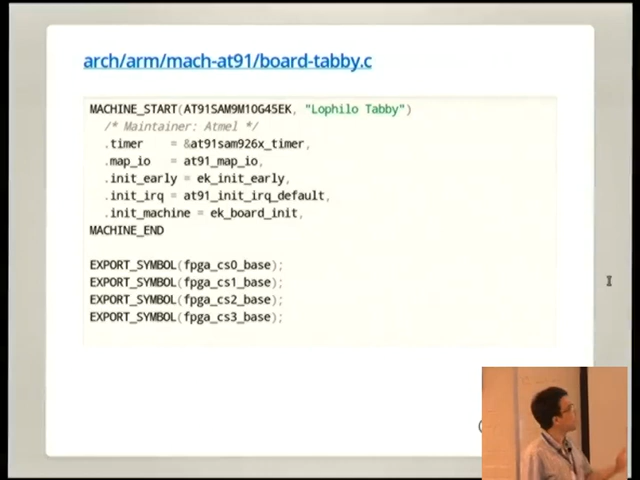 arch/arm/mach-at91/board-tabby.c
MACHINE_START(AT91SAM9M10G45EK, "Lophilo Tabby")
/* Maintainer: Atmel */
.timer = &at91sam926x_timer,
.map_io = at91_map_io,
.init_early = ek_init_early,
.init_irq = at91_init_irq_default,
.init_machine = ek_board_init,
MACHINE_END
EXPORT_SYMBOL(fpga_cs0_base);
EXPORT_SYMBOL(fpga_cs1_base);
EXPORT_SYMBOL(fpga_cs2_base);
EXPORT_SYMBOL(fpga_cs3_base);